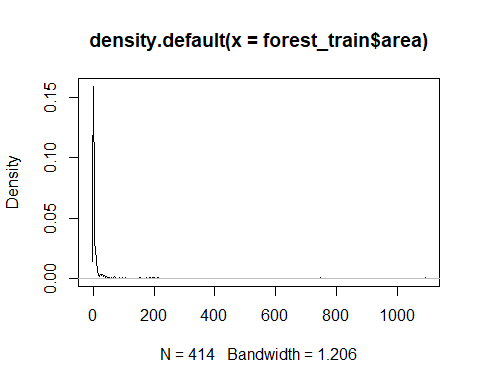 density.default(x = forest_train$area)
Density
0.15
0.10
0.05
0.00
0 200 400 600 800 1000
N = 414 Bandwidth = 1.206